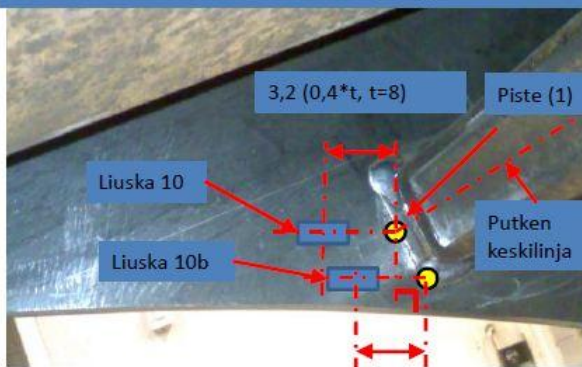 3,2 (0,4*t, t=8)
Piste (1)
Liuska 10
Putken
keskilinja
Liuska 10b